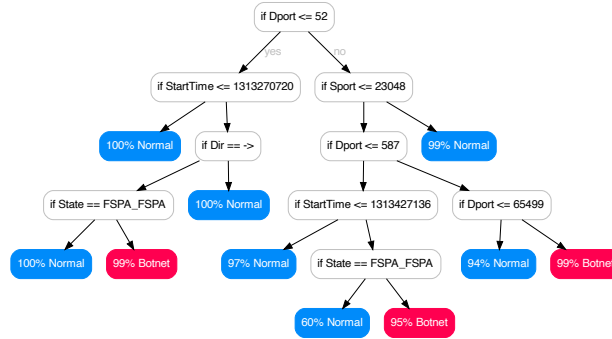 if Dport <= 52
yes
no
if StartTime <= 1313270720
if Sport <= 23048
100% Normal
if Dir == ->
if Dport <= 587
99% Normal
if State == FSPA_FSPA
100% Normal
if StartTime <= 1313427136
if Dport <= 65499
100% Normal
99% Botnet
97% Normal
if State == FSPA_FSPA
94% Normal
99% Botnet
60% Normal
95% Botnet